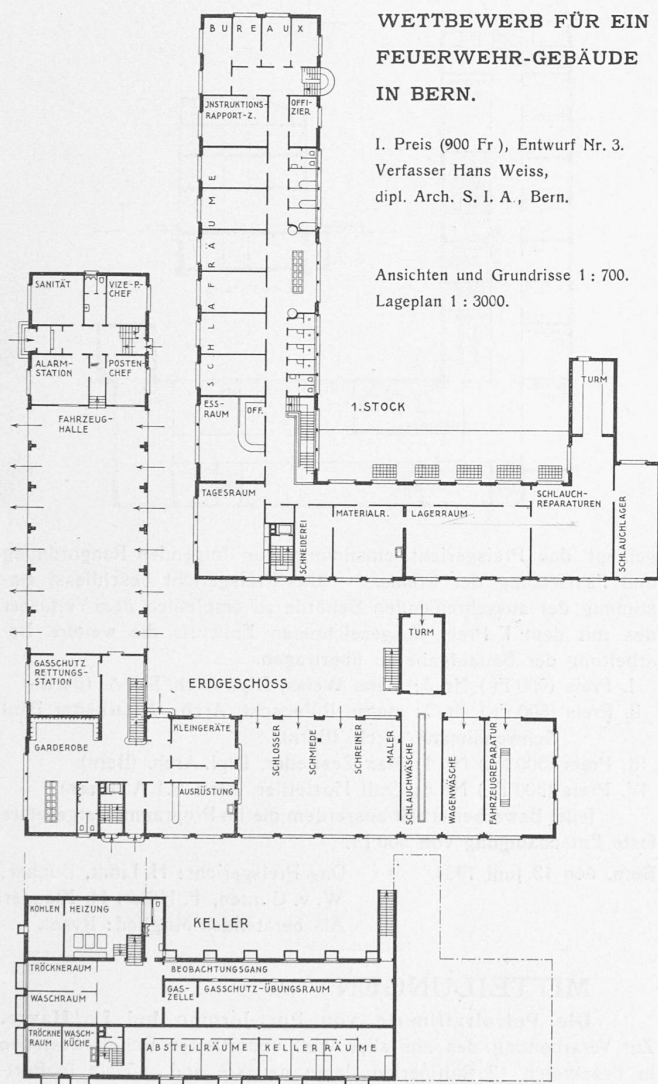 WETTBEWERB FÜR EIN
FEUERWEHR-GEBÄUDE
IN BERN.
I. Preis (900 Fr), Entwurf Nr. 3.
Verfasser Hans Weiss,
dipl. Arch. S. I. A., Bern.
Ansichten und Grundrisse 1 : 700.
Lageplan 1 : 3000.
BUREAUX
JNSTRUKTIONS-
RAPPORT-Z.
OFFI-
ZIER
SCHLAFRÄUME
ESS-
RAUM
OFF.
1.STOCK
TURM
TAGESRAUM
SCHNEIDEREI
MATERIALR.
LAGERRAUM
SCHLAUCH-
REPARATUREN
SCHLAUCHLAGER
SANITÄT
VIZE-P.-
CHEF
ALARM-
STATION
POSTEN-
CHEF
FAHRZEUG-
HALLE
GASSCHUTZ
RETTUNGS-
STATION
ERDGESCHOSS
TURM
GARDEROBE
KLEINGERÄTE
AUSRÜSTUNG
SCHLOSSER
SCHMIEDE
SCHREINER
MALER
SCHLAUCHWÄSCHE
WAGENWÄSCHE
FAHRZEUGREPARATUR
KOHLEN
HEIZUNG
KELLER
TRÖCKNERAUM
BEOBACHTUNGSGANG
WASCHRAUM
GAS-
ZELLE
GASSCHUTZ-ÜBUNGSRAUM
TRÖCKNE
RAUM
WASCH-
KÜCHE
ABSTELLRÄUME
KELLERRÄUME